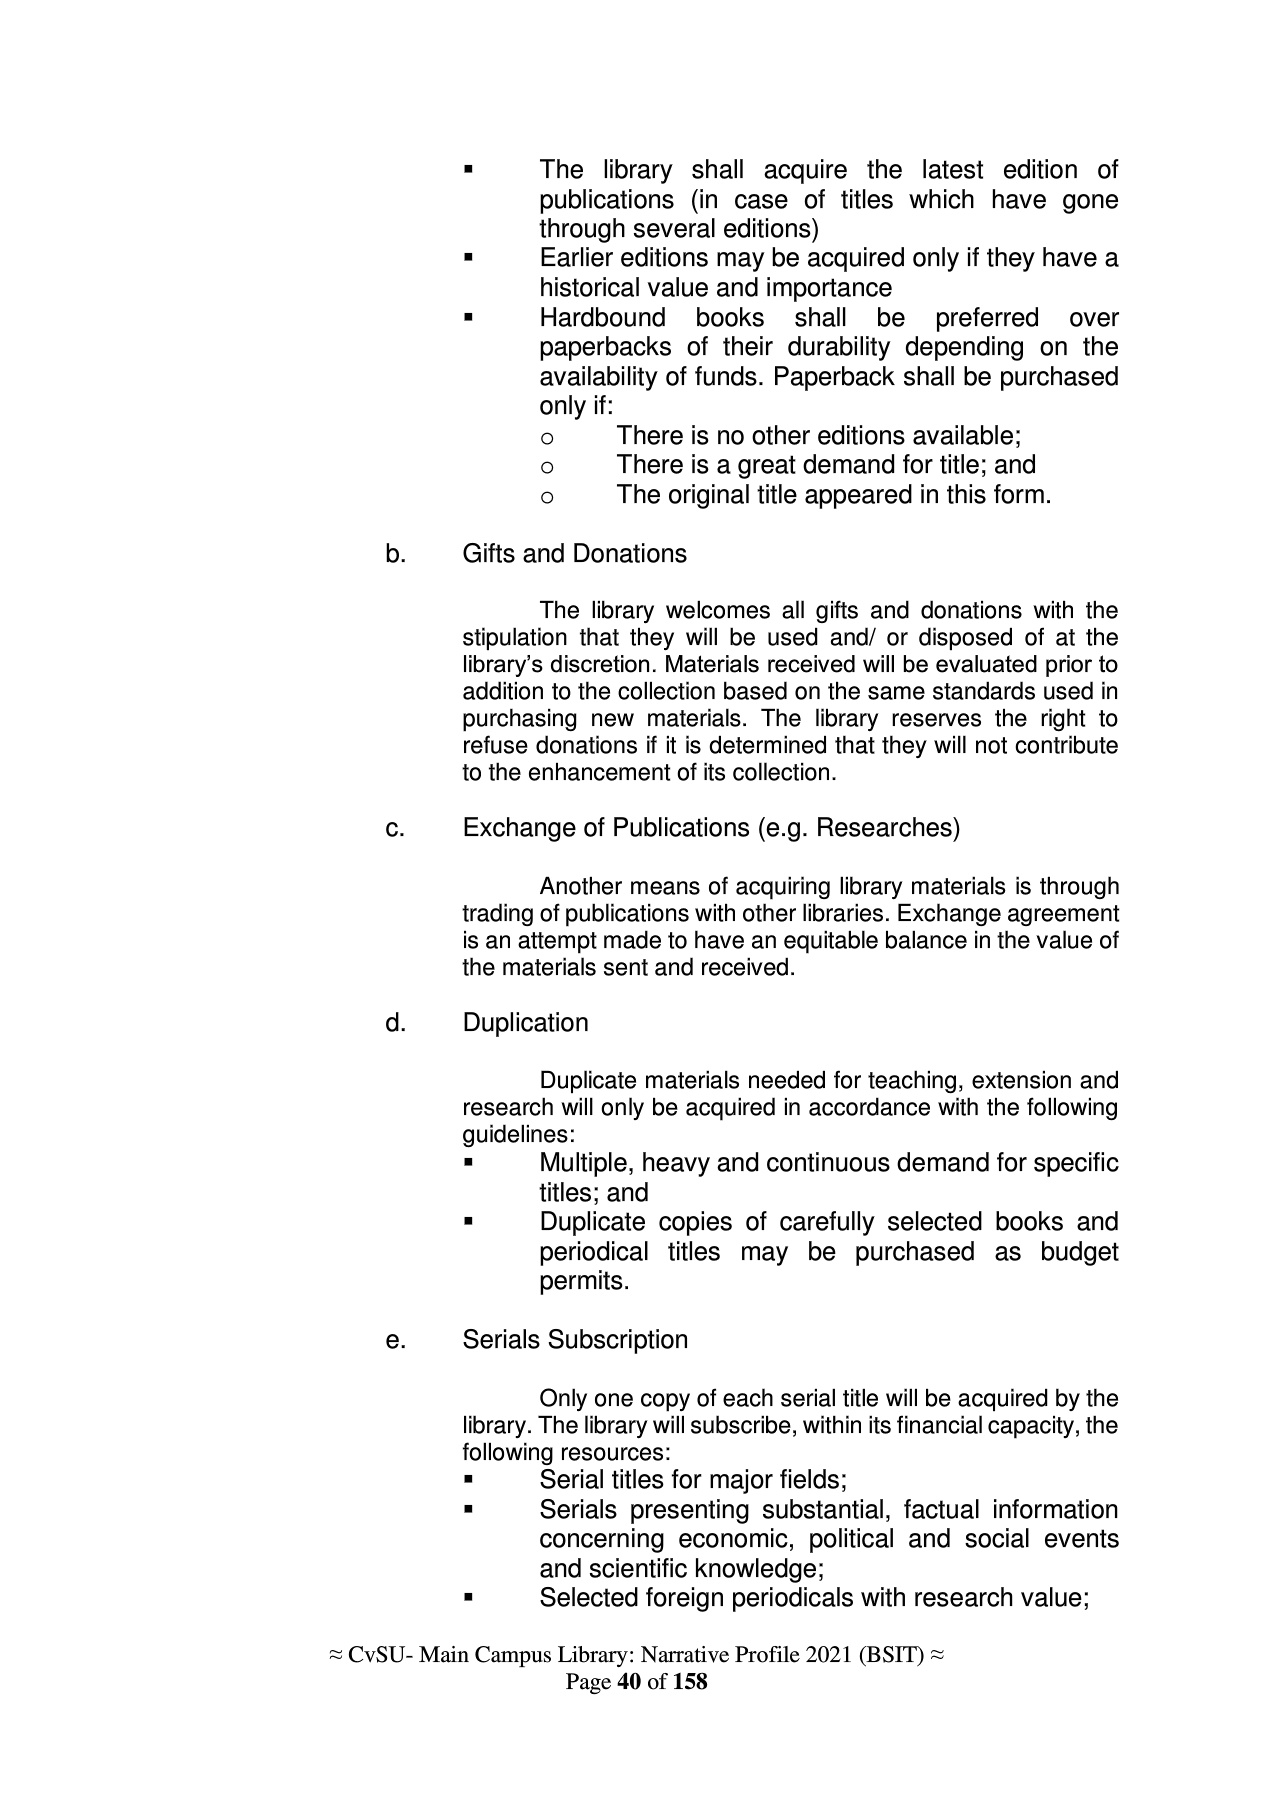 ▪ The library shall acquire the latest edition of
publications (in case of titles which have gone
through several editions)
▪ Earlier editions may be acquired only if they have a
historical value and importance
▪ Hardbound books shall be preferred over
paperbacks of their durability depending on the
availability of funds. Paperback shall be purchased
only if:
o There is no other editions available;
o There is a great demand for title; and
o The original title appeared in this form.
b. Gifts and Donations
The library welcomes all gifts and donations with the
stipulation that they will be used and/ or disposed of at the
library’s discretion. Materials received will be evaluated prior to
addition to the collection based on the same standards used in
purchasing new materials. The library reserves the right to
refuse donations if it is determined that they will not contribute
to the enhancement of its collection.
c. Exchange of Publications (e.g. Researches)
Another means of acquiring library materials is through
trading of publications with other libraries. Exchange agreement
is an attempt made to have an equitable balance in the value of
the materials sent and received.
d. Duplication
Duplicate materials needed for teaching, extension and
research will only be acquired in accordance with the following
guidelines:
▪ Multiple, heavy and continuous demand for specific
titles; and
▪ Duplicate copies of carefully selected books and
periodical titles may be purchased as budget
permits.
e. Serials Subscription
Only one copy of each serial title will be acquired by the
library. The library will subscribe, within its financial capacity, the
following resources:
▪ Serial titles for major fields;
▪ Serials presenting substantial, factual information
concerning economic, political and social events
and scientific knowledge;
▪ Selected foreign periodicals with research value;
≈ CvSU- Main Campus Library: Narrative Profile 2021 (BSIT) ≈
Page 40 of 158